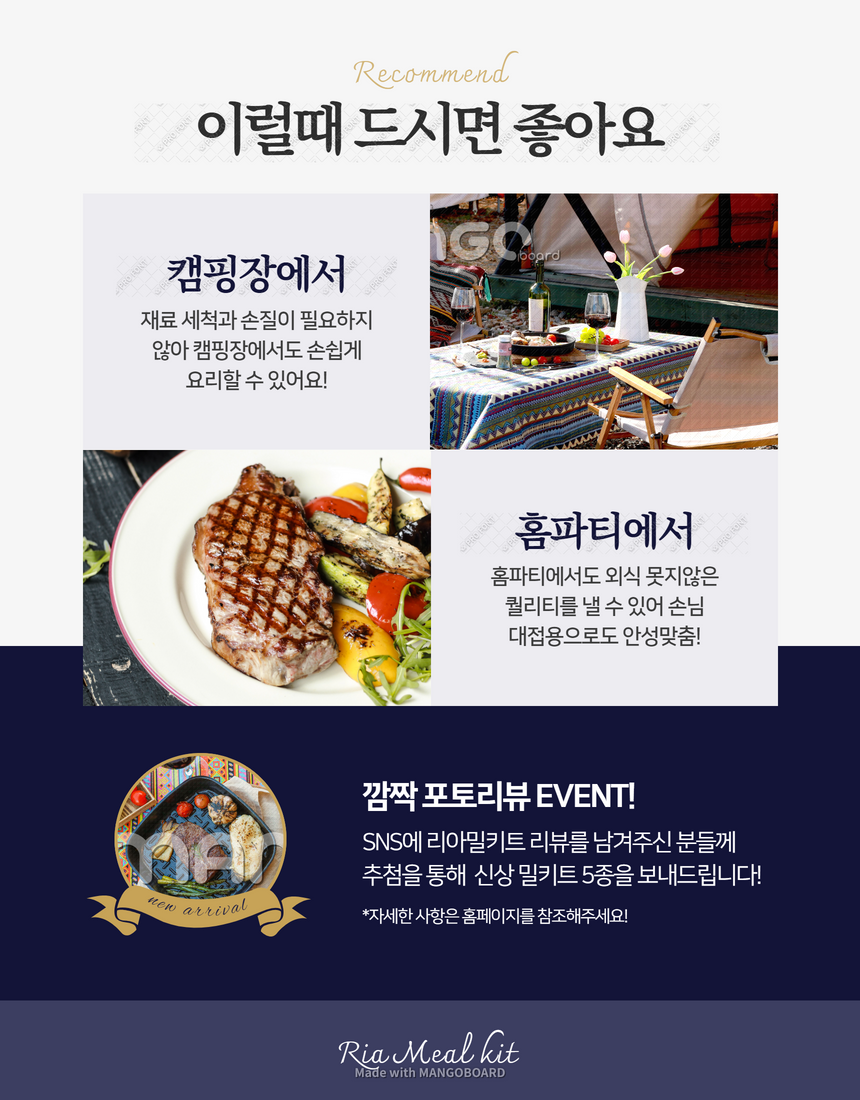 Recommend
이럴때 드시면 좋아요
캠핑장에서
재료 세척과 손질이 필요하지
않아 캠핑장에서도 손쉽게
요리할 수 있어요!
홈파티에서
홈파티에서도 외식 못지않은
퀄리티를 낼 수 있어 손님
대접용으로도 안성맞춤!
깜짝 포토리뷰 EVENT!
SNS에 리아밀키트 리뷰를 남겨주신 분들께
추첨을 통해 신상 밀키트 5종을 보내드립니다!
*자세한 사항은 홈페이지를 참조해주세요!
new arrival
Ria Meal kit
Made with MANGOBOARD